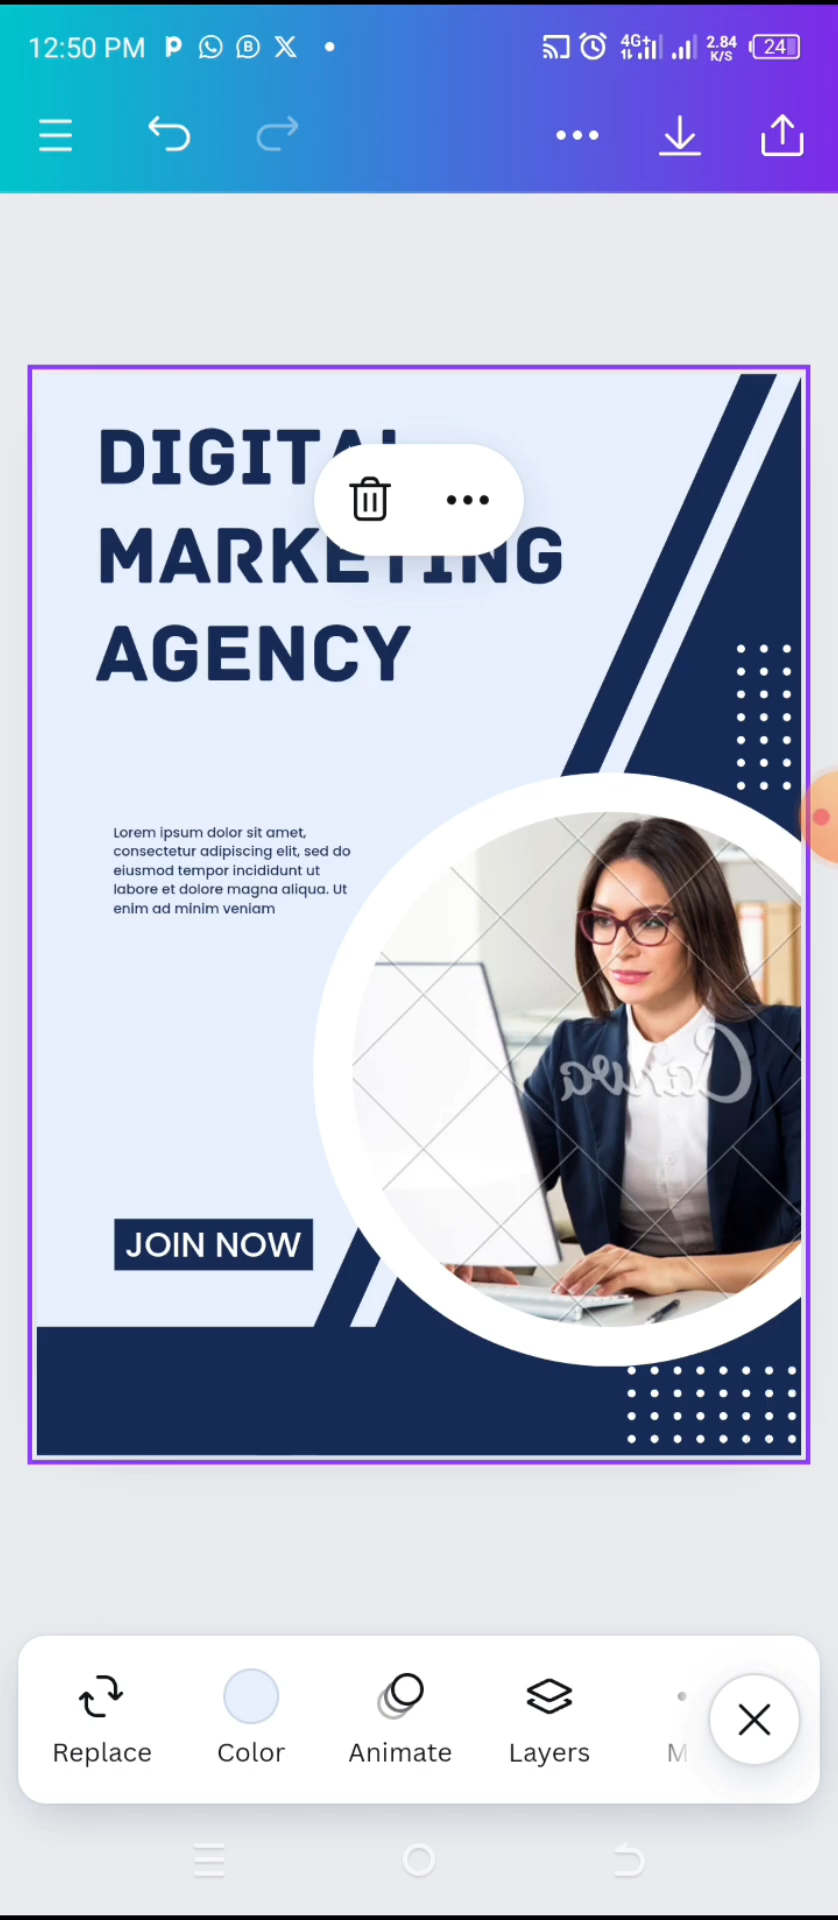 12:50 PM
4G+
2.84
K/S
24
MARKETING
AGENCY
Lorem ipsum dolor sit amet,
consectetur adipiscing elit, sed do
eiusmod tempor incididunt ut
labore et dolore magna aliqua. Ut
enim ad minim veniam
Canva
JOIN NOW
Replace
Color
Animate
Layers
M